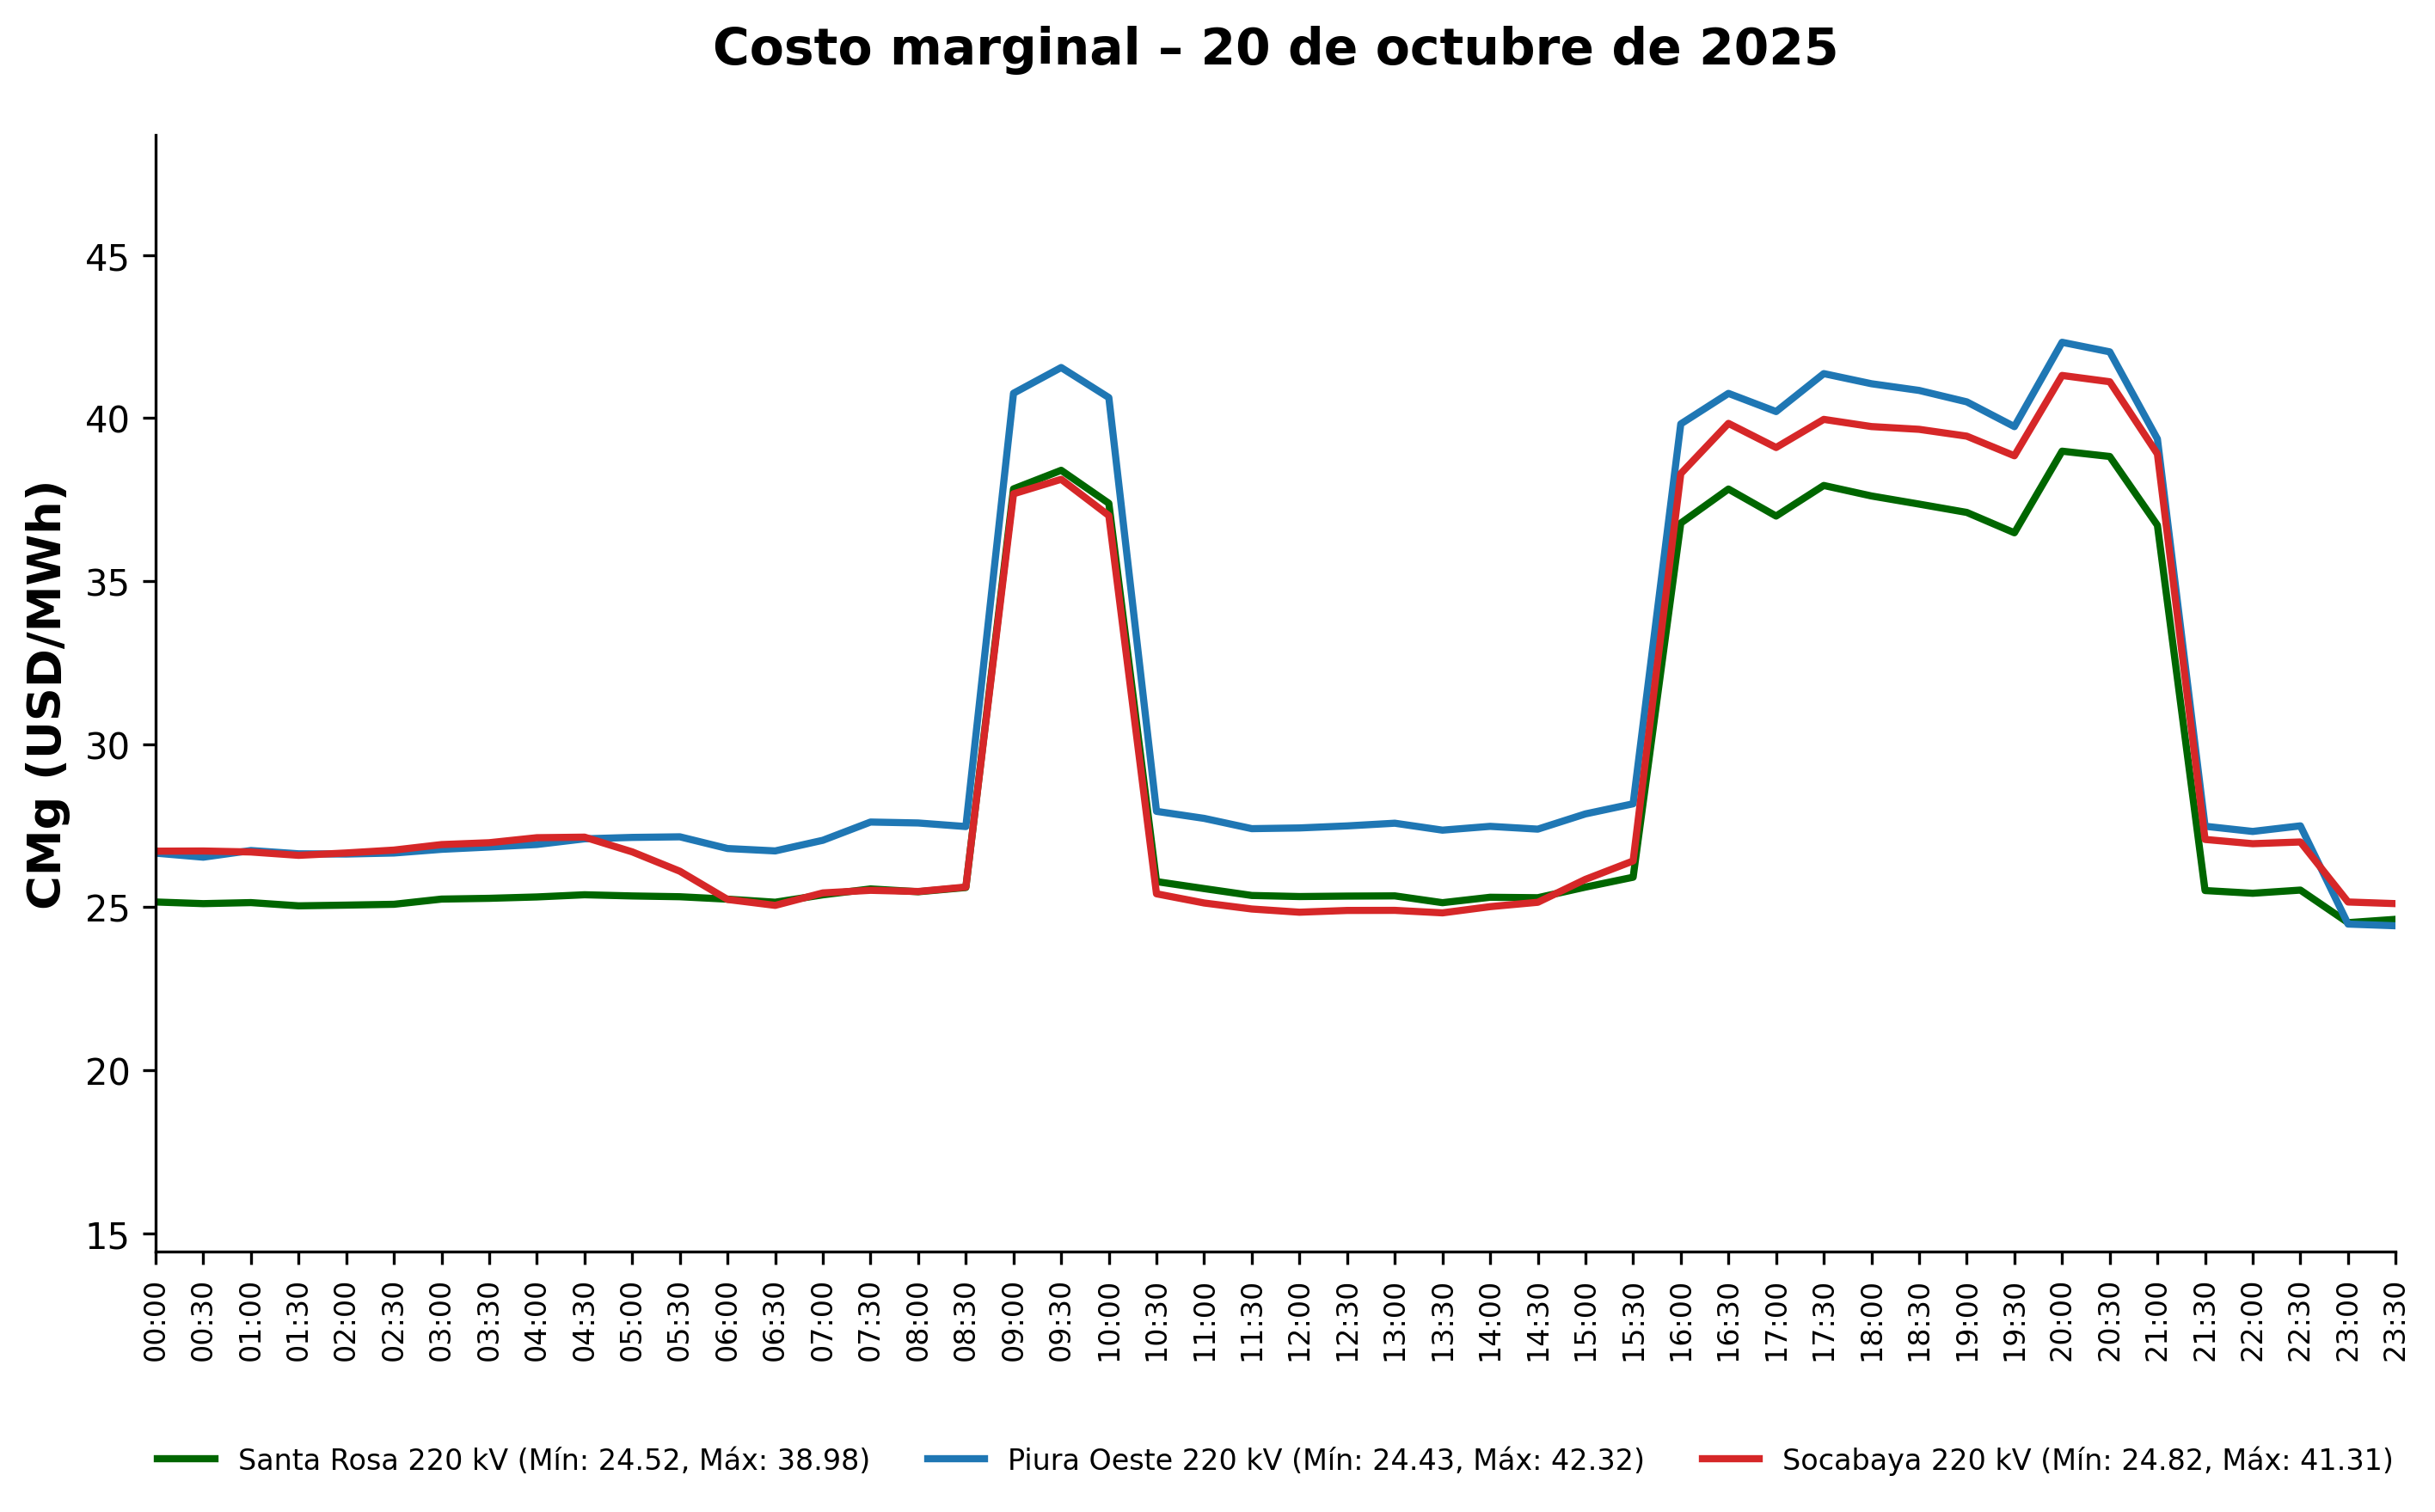 Costo marginal – 20 de octubre de 2025
CMg (USD/MWh)
45
40
35
30
25
20
15
00:00 00:30 01:00 01:30 02:00 02:30 03:00 03:30 04:00 04:30 05:00 05:30 06:00 06:30 07:00 07:30 08:00 08:30 09:00 09:30 10:00 10:30 11:00 11:30 12:00 12:30 13:00 13:30 14:00 14:30 15:00 15:30 16:00 16:30 17:00 17:30 18:00 18:30 19:00 19:30 20:00 20:30 21:00 21:30 22:00 22:30 23:00 23:30
Santa Rosa 220 kV (Mín: 24.52, Máx: 38.98) Piura Oeste 220 kV (Mín: 24.43, Máx: 42.32) Socabaya 220 kV (Mín: 24.82, Máx: 41.31)